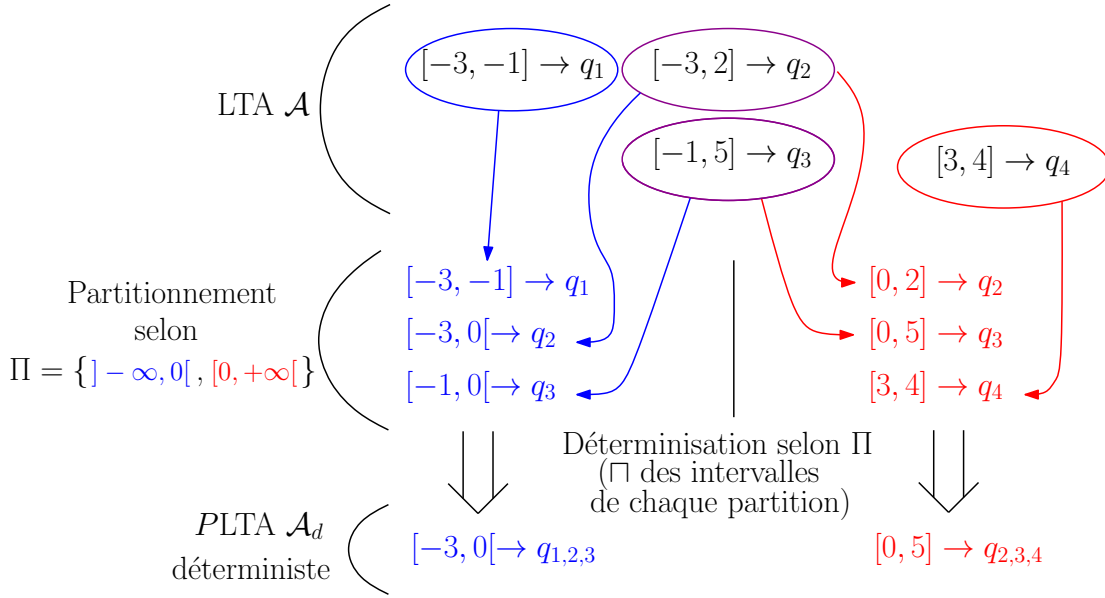 [−3, −1] → q₁
[−3, 2] → q₂
LTA 𝒜
[−1, 5] → q₃
[3, 4] → q₄
[−3, −1] → q₁
[0, 2] → q₂
Partitionnement
selon
[−3, 0[→ q₂
[0, 5] → q₃
Π = {] − ∞, 0[ , [0, +∞[}
[−1, 0[→ q₃
[3, 4] → q₄
Déterminisation selon Π
(⊓ des intervalles
de chaque partition)
PLTA 𝒜_d
déterministe
[−3, 0[→ q₁,₂,₃
[0, 5] → q₂,₃,₄